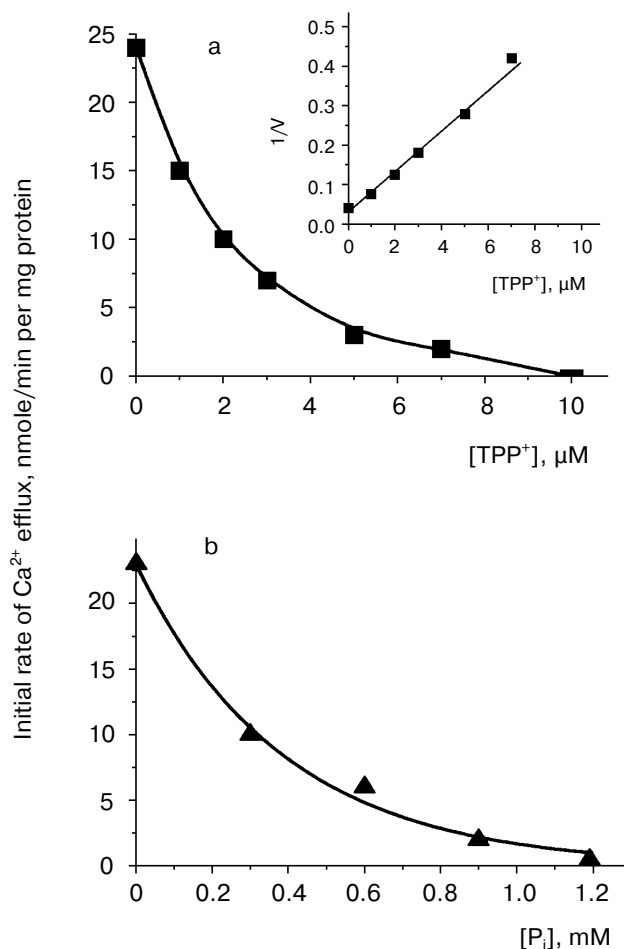 Initial rate of Ca²⁺ efflux, nmole/min per mg protein
a
25
20
15
10
5
0
0 2 4 6 8 10
[TPP⁺], µM
1/V
0.5
0.4
0.3
0.2
0.1
0.0
0 2 4 6 8 10
[TPP⁺], µM
b
20
15
10
5
0
0 0.2 0.4 0.6 0.8 1.0 1.2
[Pᵢ], mM